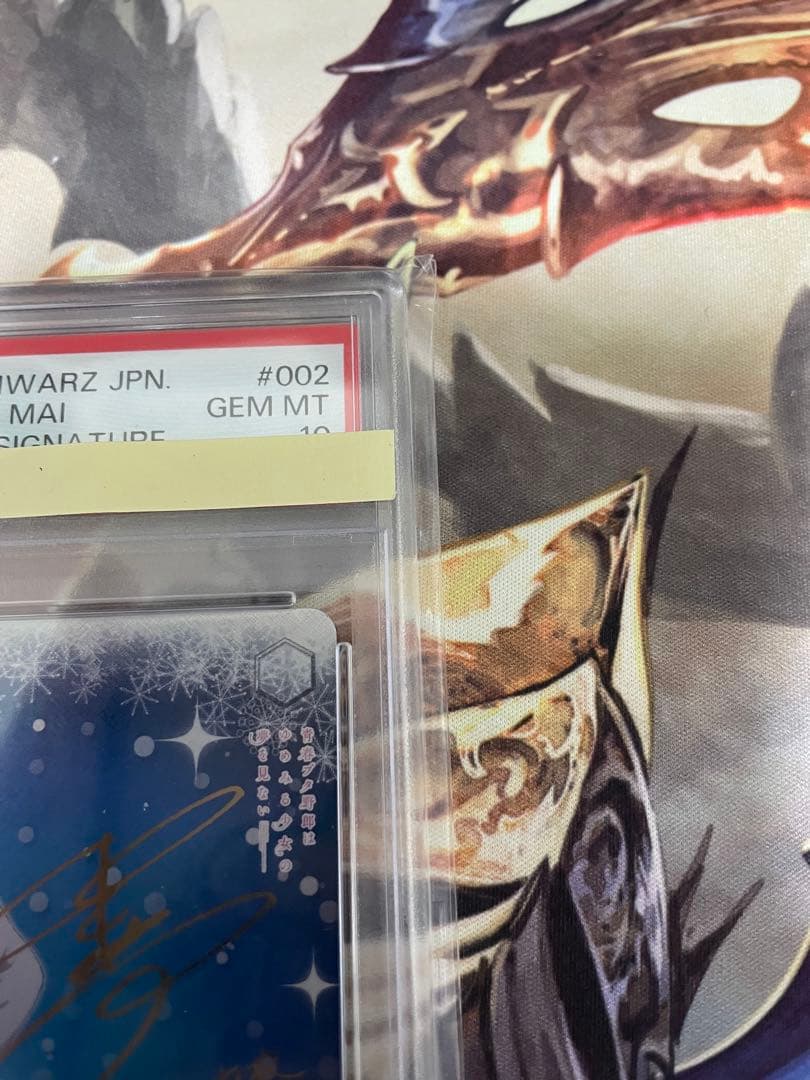 HWARZ JPN. #002
MAI GEM MT
SIGNATURE 10
青春ブタ野郎は
ゆめみる少女の
夢を見ない